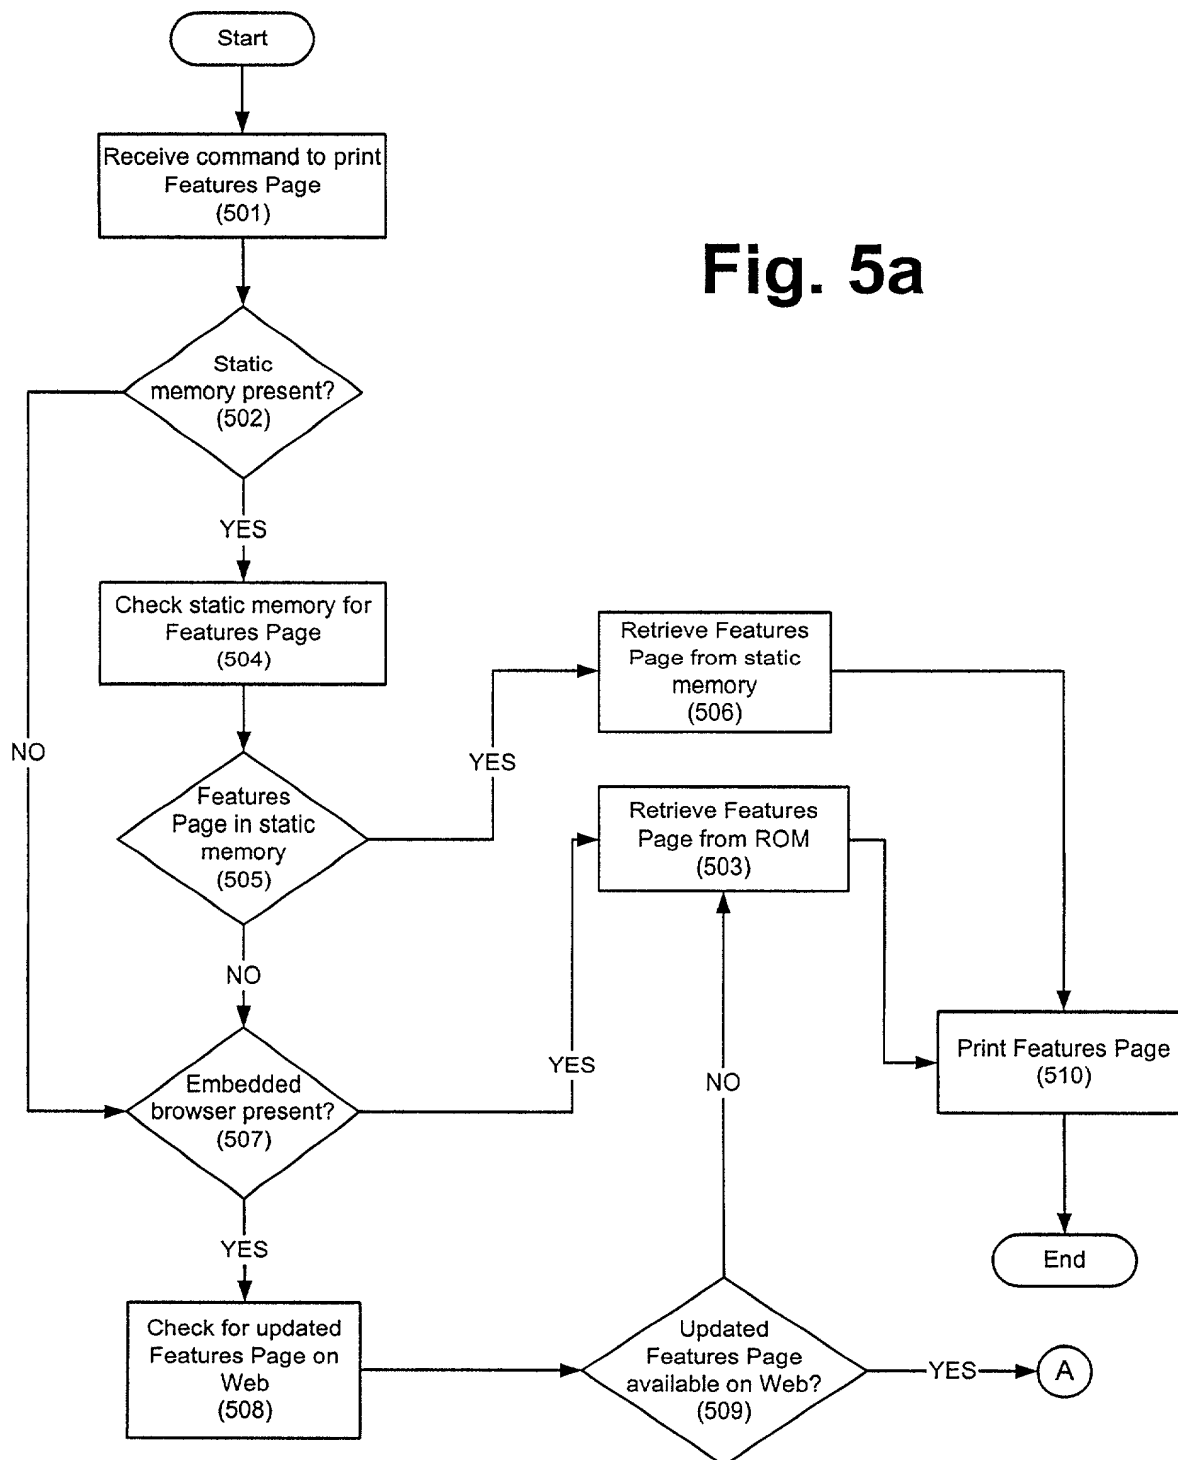 Start
Receive command to print
Features Page
(501)
Fig. 5a
Static
memory present?
(502)
YES
Check static memory for
Features Page
(504)
NO
Features
Page in static
memory
(505)
YES
Retrieve Features
Page from static
memory
(506)
Retrieve Features
Page from ROM
(503)
NO
Embedded
browser present?
(507)
YES
NO
Print Features Page
(510)
YES
End
Check for updated
Features Page on
Web
(508)
Updated
Features Page
available on Web?
(509)
YES
A